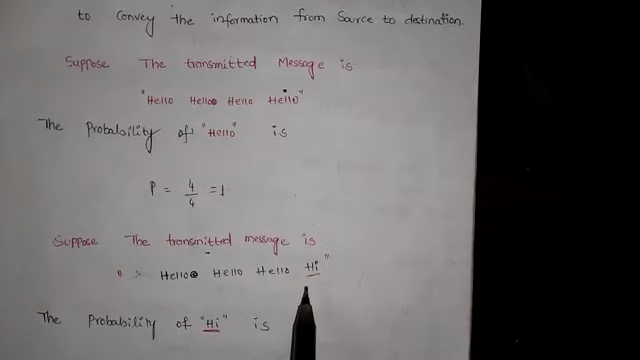 to convey the information from source to destination.
Suppose The transmitted Message is
"Hello Hello Hello Hello"
The Probability of "Hello" is
P = 4/4 = 1.
Suppose The transmitted message is
" Hello Hello Hello Hi "
The Probability of "Hi" is